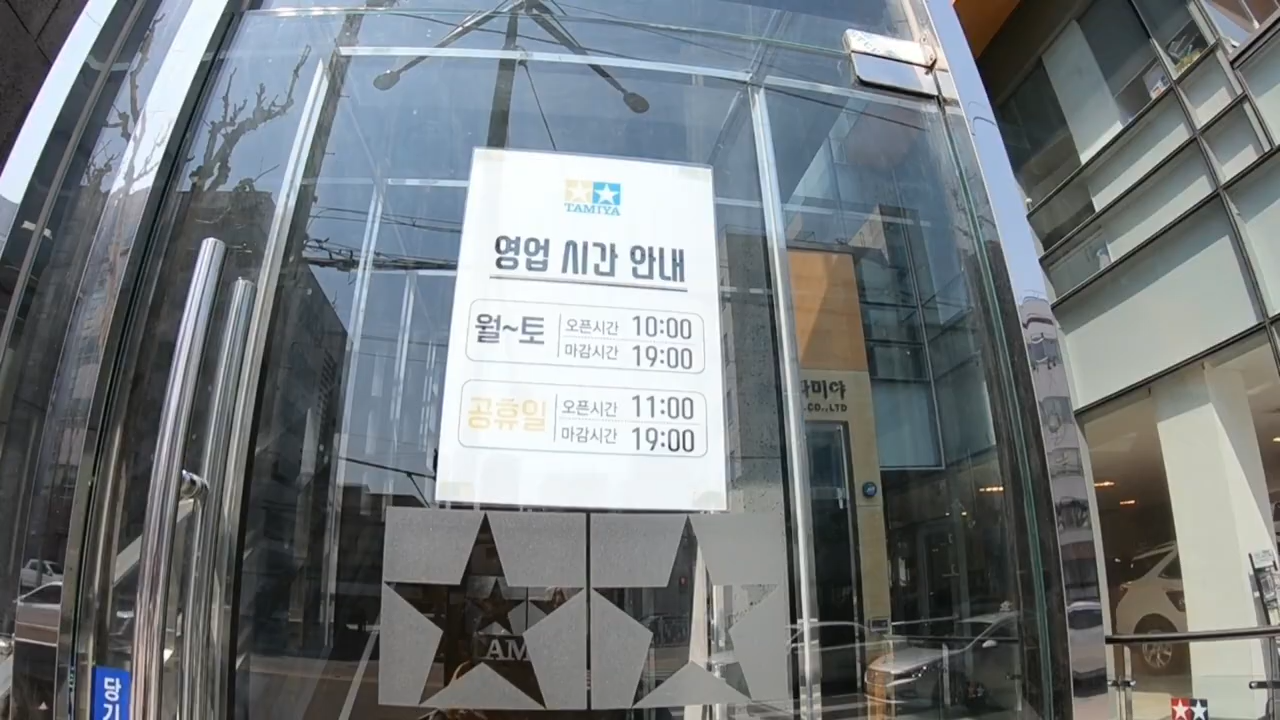 TAMIYA
영업 시간 안내
월~토
오픈시간 10:00
마감시간 19:00
공휴일
오픈시간 11:00
마감시간 19:00
미야
CO.,LTD
AM
당기